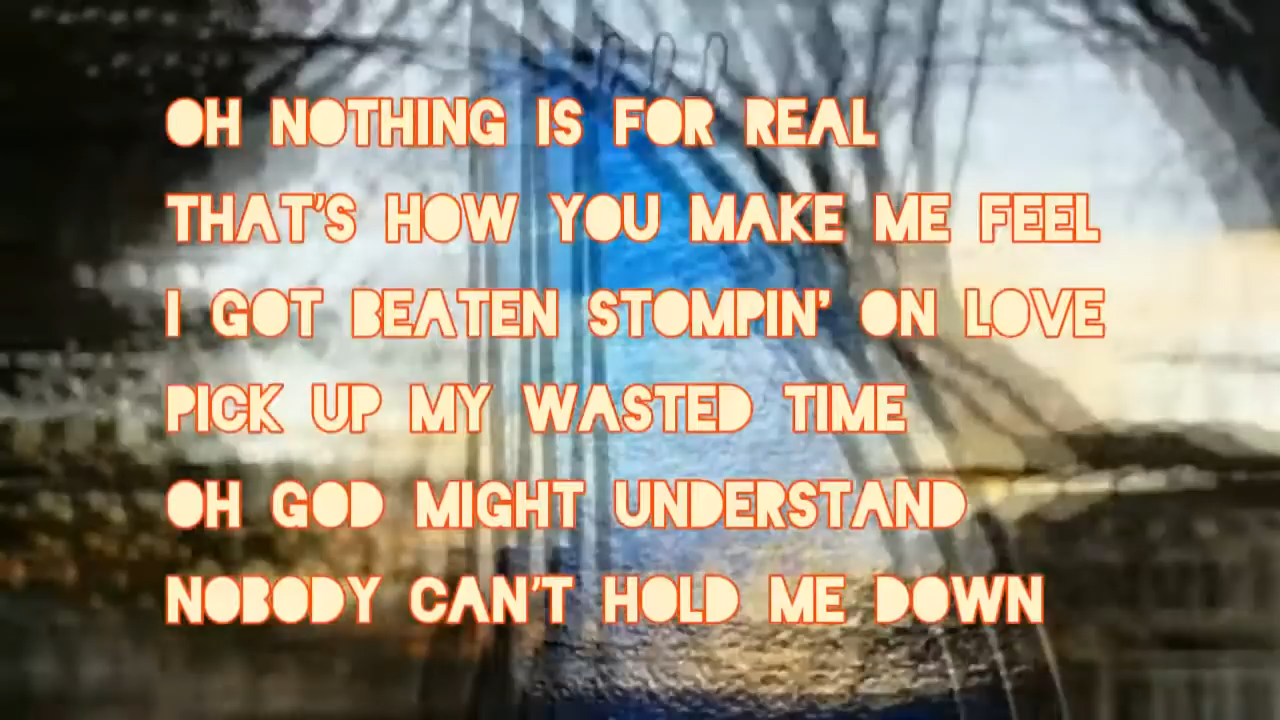 OH NOTHING IS FOR REAL
THAT'S HOW YOU MAKE ME FEEL
I GOT BEATEN STOMPIN' ON LOVE
PICK UP MY WASTED TIME
OH GOD MIGHT UNDERSTAND
NOBODY CAN'T HOLD ME DOWN